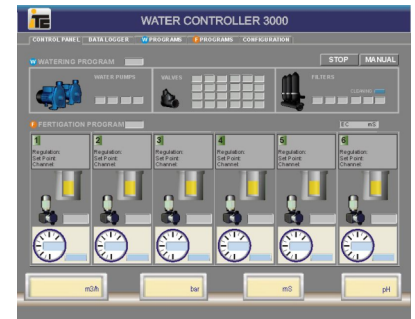 iTC WATER CONTROLLER 3000
CONTROL PANEL DATA LOGGER W PROGRAMS F PROGRAMS CONFIGURATION
W WATERING PROGRAM STOP MANUAL
WATER PUMPS VALVES FILTERS
CLEANING
F FERTIGATION PROGRAM EC mS
1 2 3 4 5 6
Regulation: Regulation: Regulation: Regulation: Regulation: Regulation:
Set Point: Set Point: Set Point: Set Point: Set Point: Set Point:
Channel: Channel: Channel: Channel: Channel: Channel:
m3/h bar mS pH